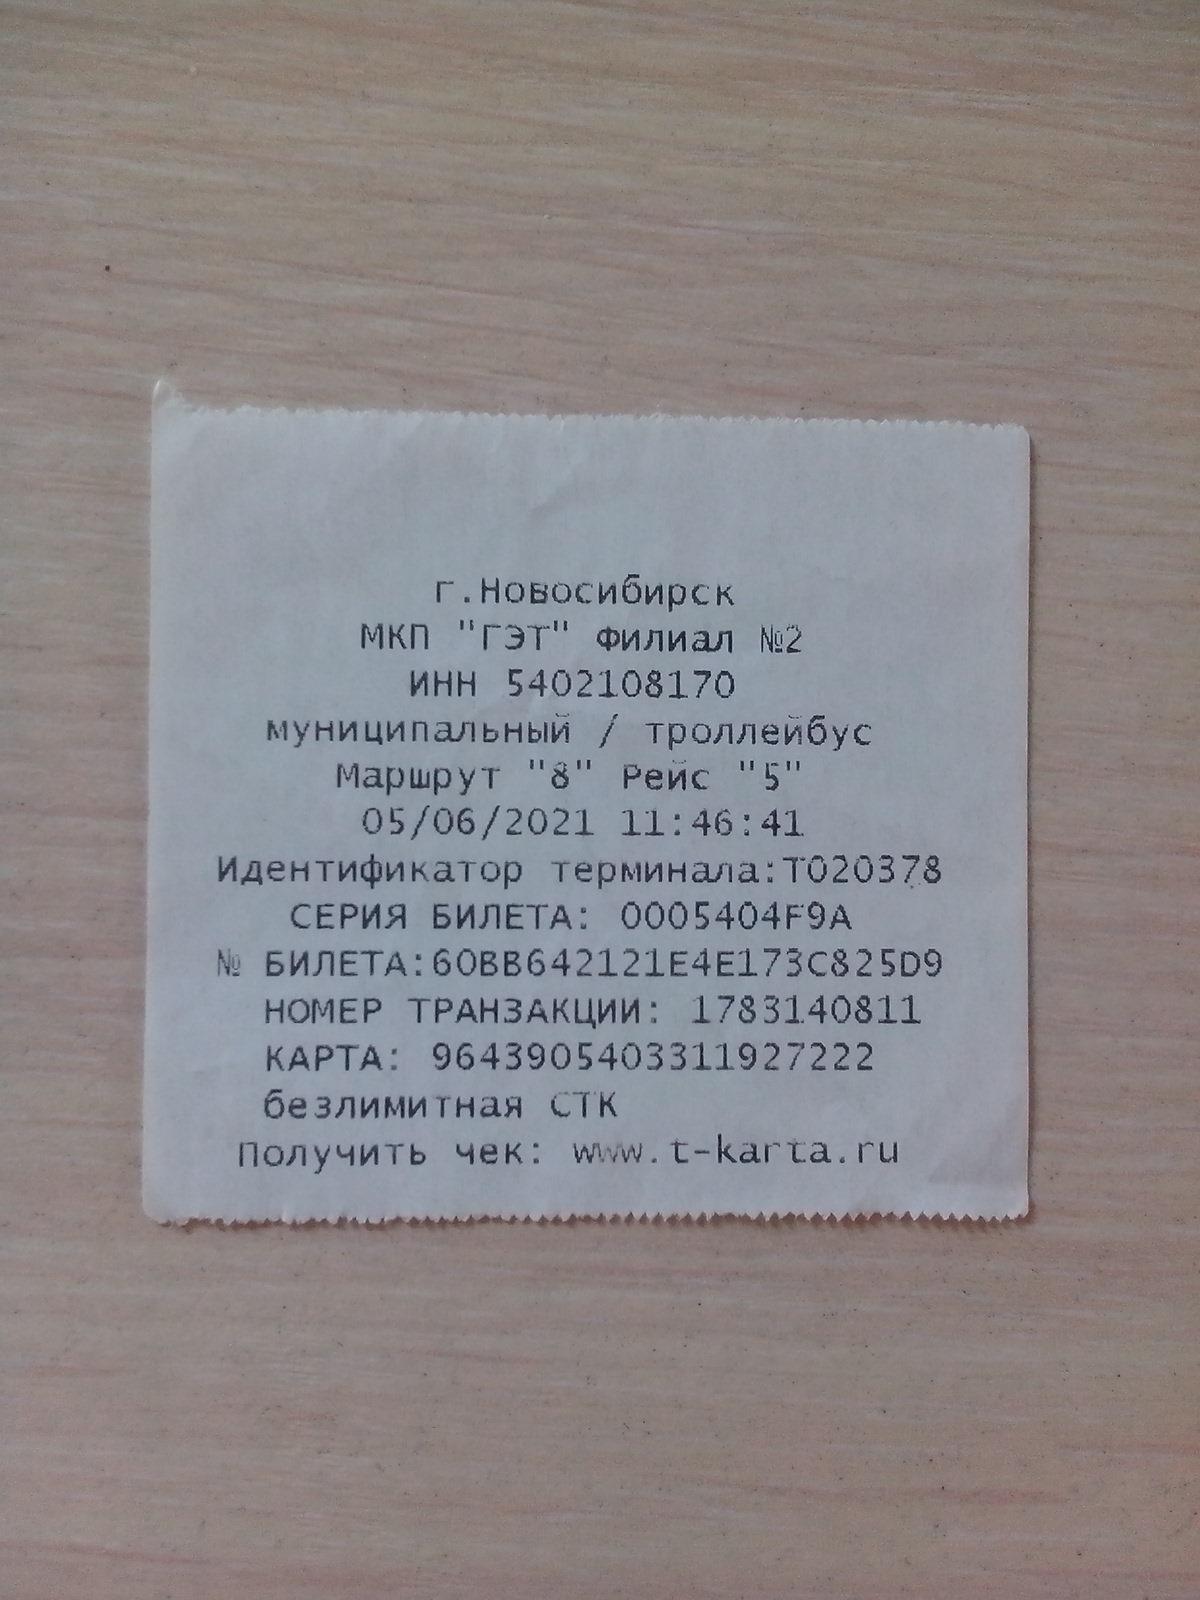 г.Новосибирск
МКП "ГЭТ" Филиал №2
ИНН 5402108170
муниципальный / троллейбус
Маршрут "8" Рейс "5"
05/06/2021 11:46:41
Идентификатор терминала:T020378
СЕРИЯ БИЛЕТА: 0005404F9A
№ БИЛЕТА:60BB642121E4E173C825D9
НОМЕР ТРАНЗАКЦИИ: 1783140811
КАРТА: 9643905403311927222
безлимитная СТК
Получить чек: www.t-karta.ru